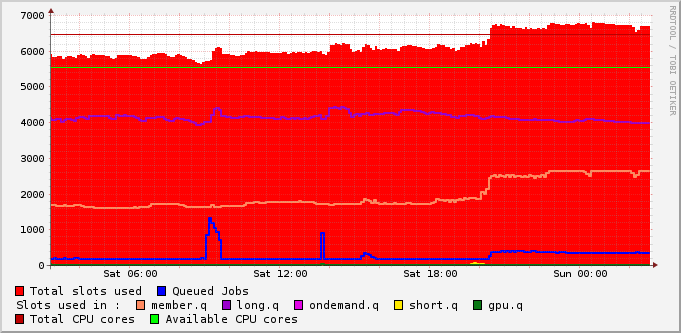 7000
6000
5000
4000
3000
2000
1000
0
Sat 06:00 Sat 12:00 Sat 18:00 Sun 00:00
RRDTOOL / TOBI OETIKER
Total slots used Queued Jobs
Slots used in : member.q long.q ondemand.q short.q gpu.q
Total CPU cores Available CPU cores